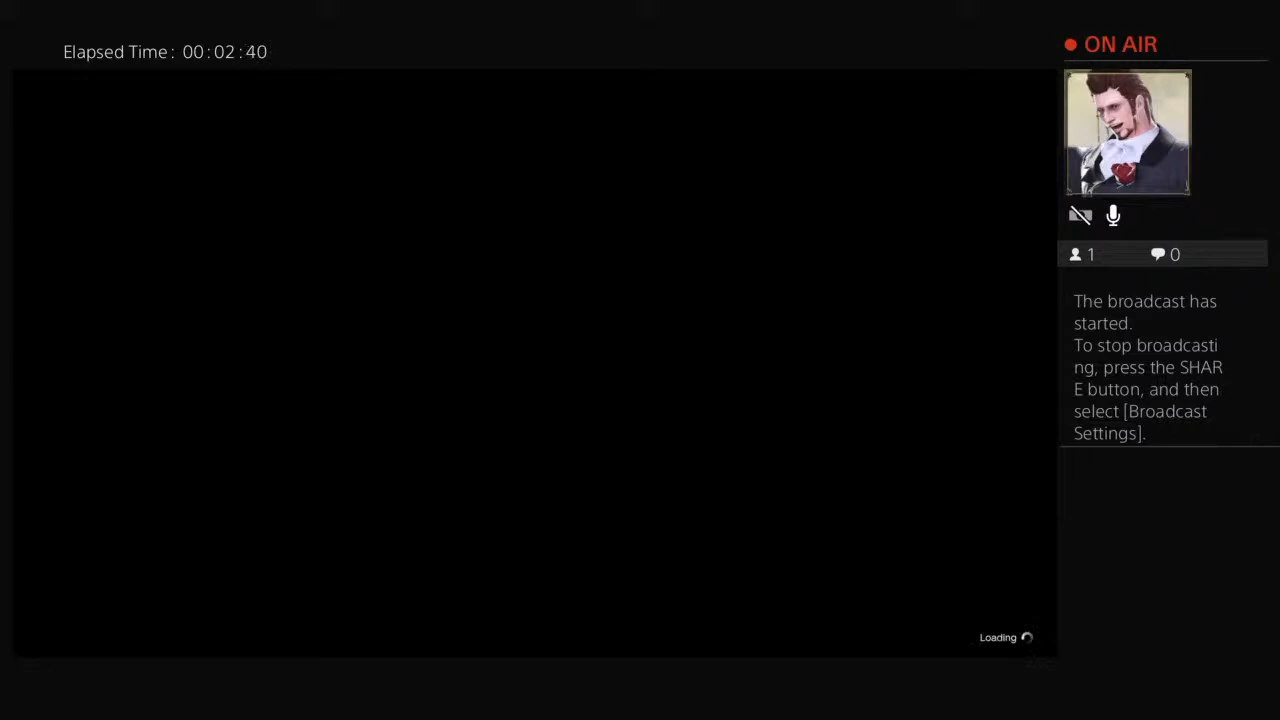 Elapsed Time: 00:02:40
ON AIR
1 0
The broadcast has
started.
To stop broadcasti
ng, press the SHAR
E button, and then
select [Broadcast
Settings].
Loading